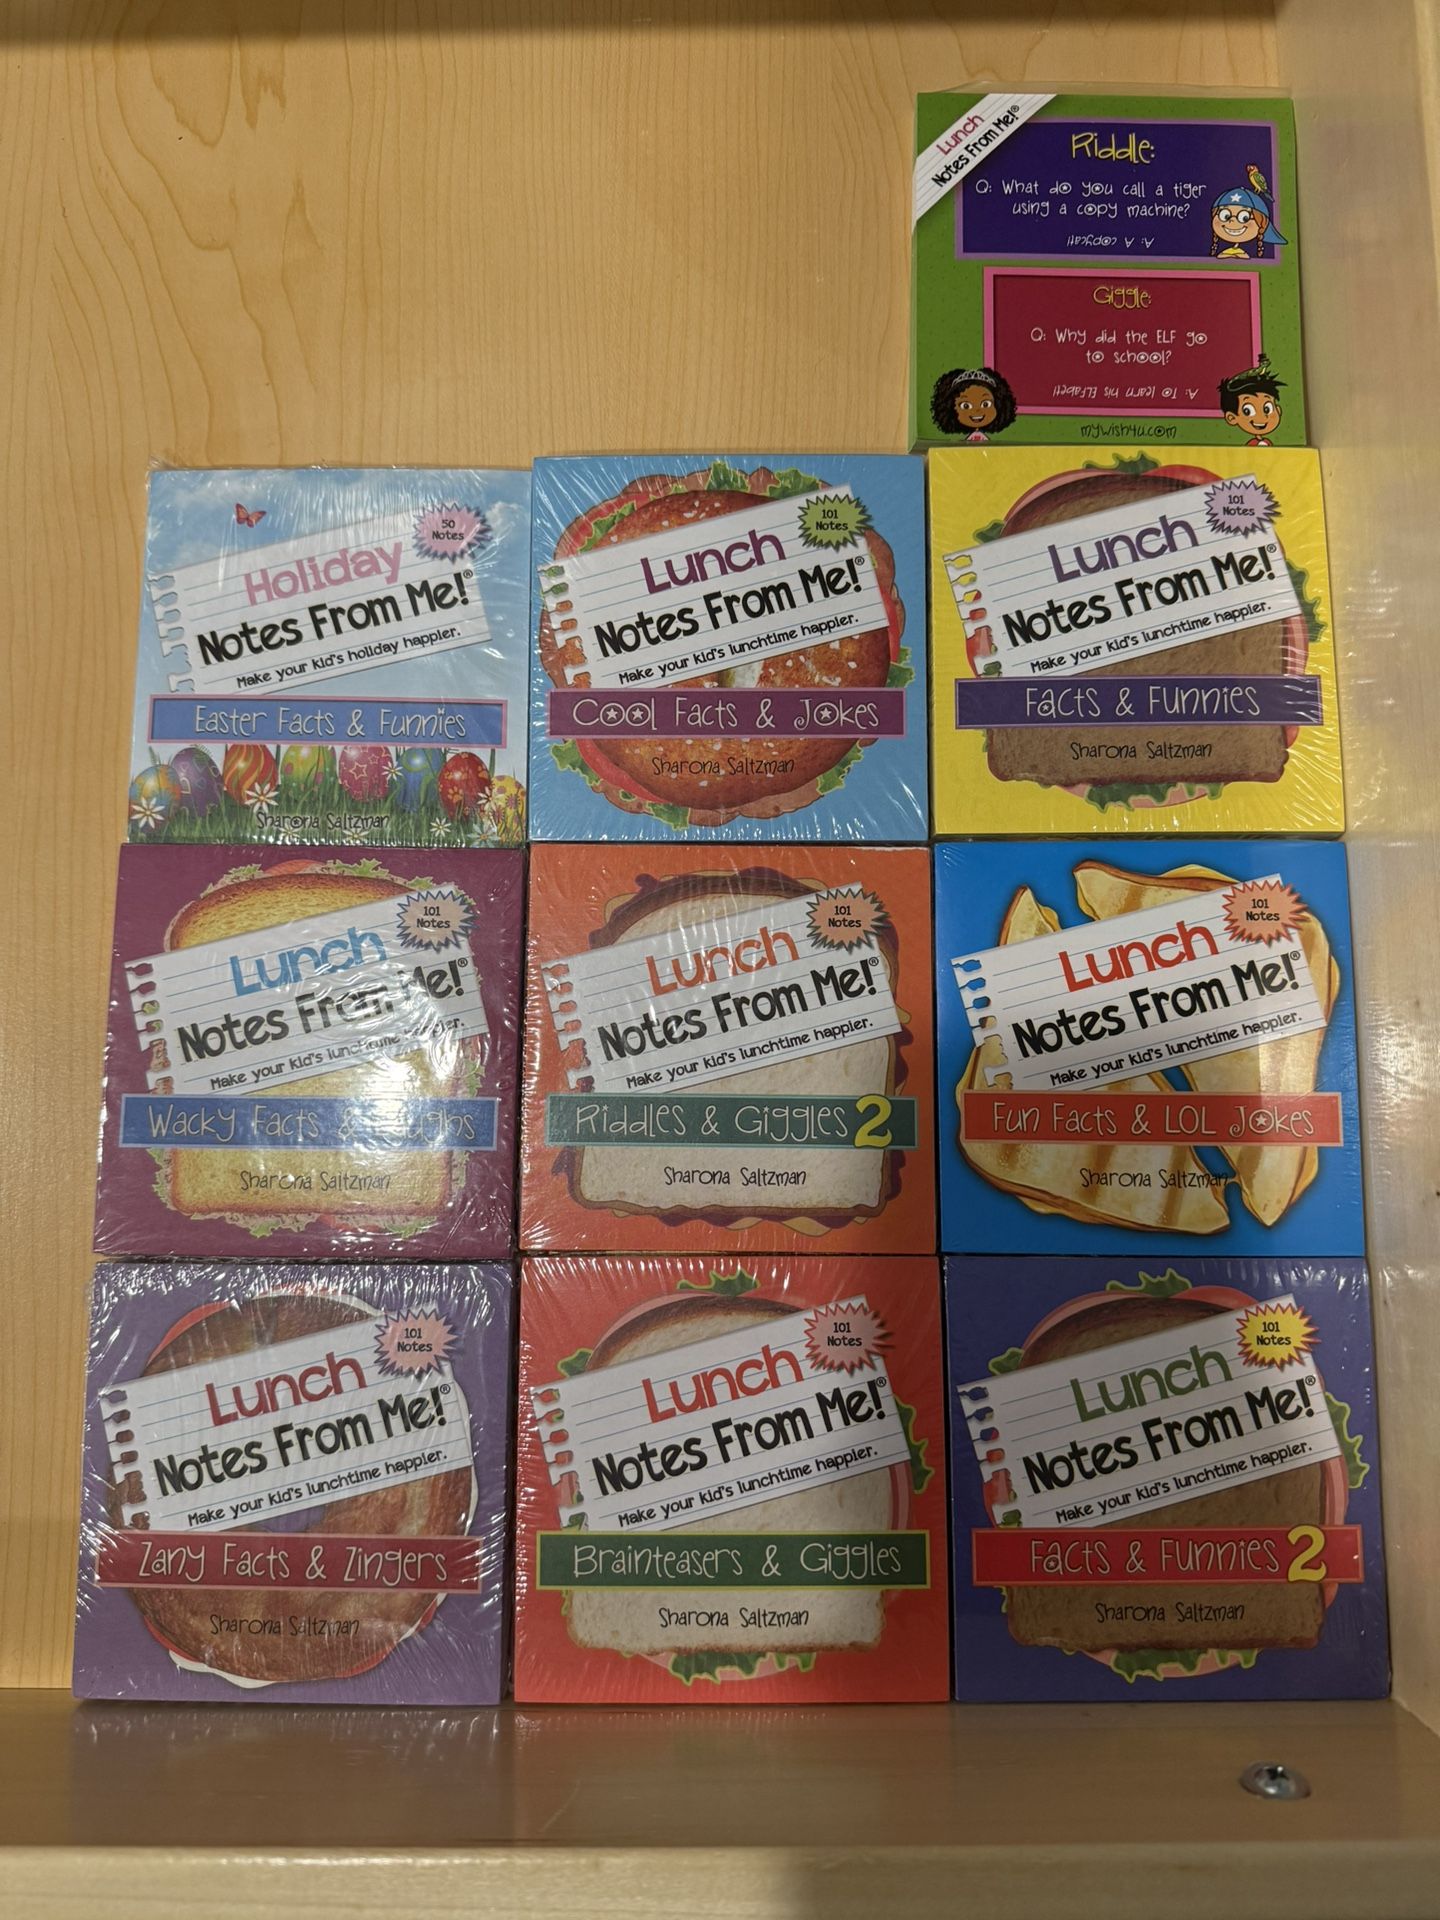 Lunch
Notes From Me!®
Riddle:
Q: What do you call a tiger
using a copy machine?
A: A copycat!
Giggle:
Q: Why did the ELF go
to school?
A: To learn his ELFabet!
mywish4u.com
50
Notes
Holiday
Notes From Me!®
Make your kid's holiday happier.
Easter Facts & Funnies
Sharona Saltzman
101
Notes
Lunch
Notes From Me!®
Make your kid's lunchtime happier.
Cool Facts & Jokes
Sharona Saltzman
101
Notes
Lunch
Notes From Me!®
Make your kid's lunchtime happier.
Facts & Funnies
Sharona Saltzman
101
Notes
Lunch
Notes From Me!®
Make your kid's lunchtime happier.
Wacky Facts & Laughs
Sharona Saltzman
101
Notes
Lunch
Notes From Me!®
Make your kid's lunchtime happier.
Riddles & Giggles 2
Sharona Saltzman
101
Notes
Lunch
Notes From Me!®
Make your kid's lunchtime happier.
Fun Facts & LOL Jokes
Sharona Saltzman
101
Notes
Lunch
Notes From Me!®
Make your kid's lunchtime happier.
Zany Facts & Zingers
Sharona Saltzman
101
Notes
Lunch
Notes From Me!®
Make your kid's lunchtime happier.
Brainteasers & Giggles
Sharona Saltzman
101
Notes
Lunch
Notes From Me!®
Make your kid's lunchtime happier.
Facts & Funnies 2
Sharona Saltzman